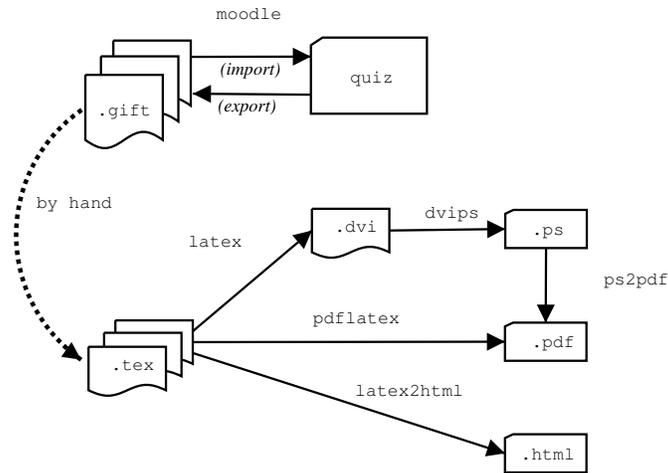 moodle
(import)
quiz
(export)
.gift
by hand
latex
.dvi
dvips
.ps
ps2pdf
pdflatex
.pdf
.tex
latex2html
.html